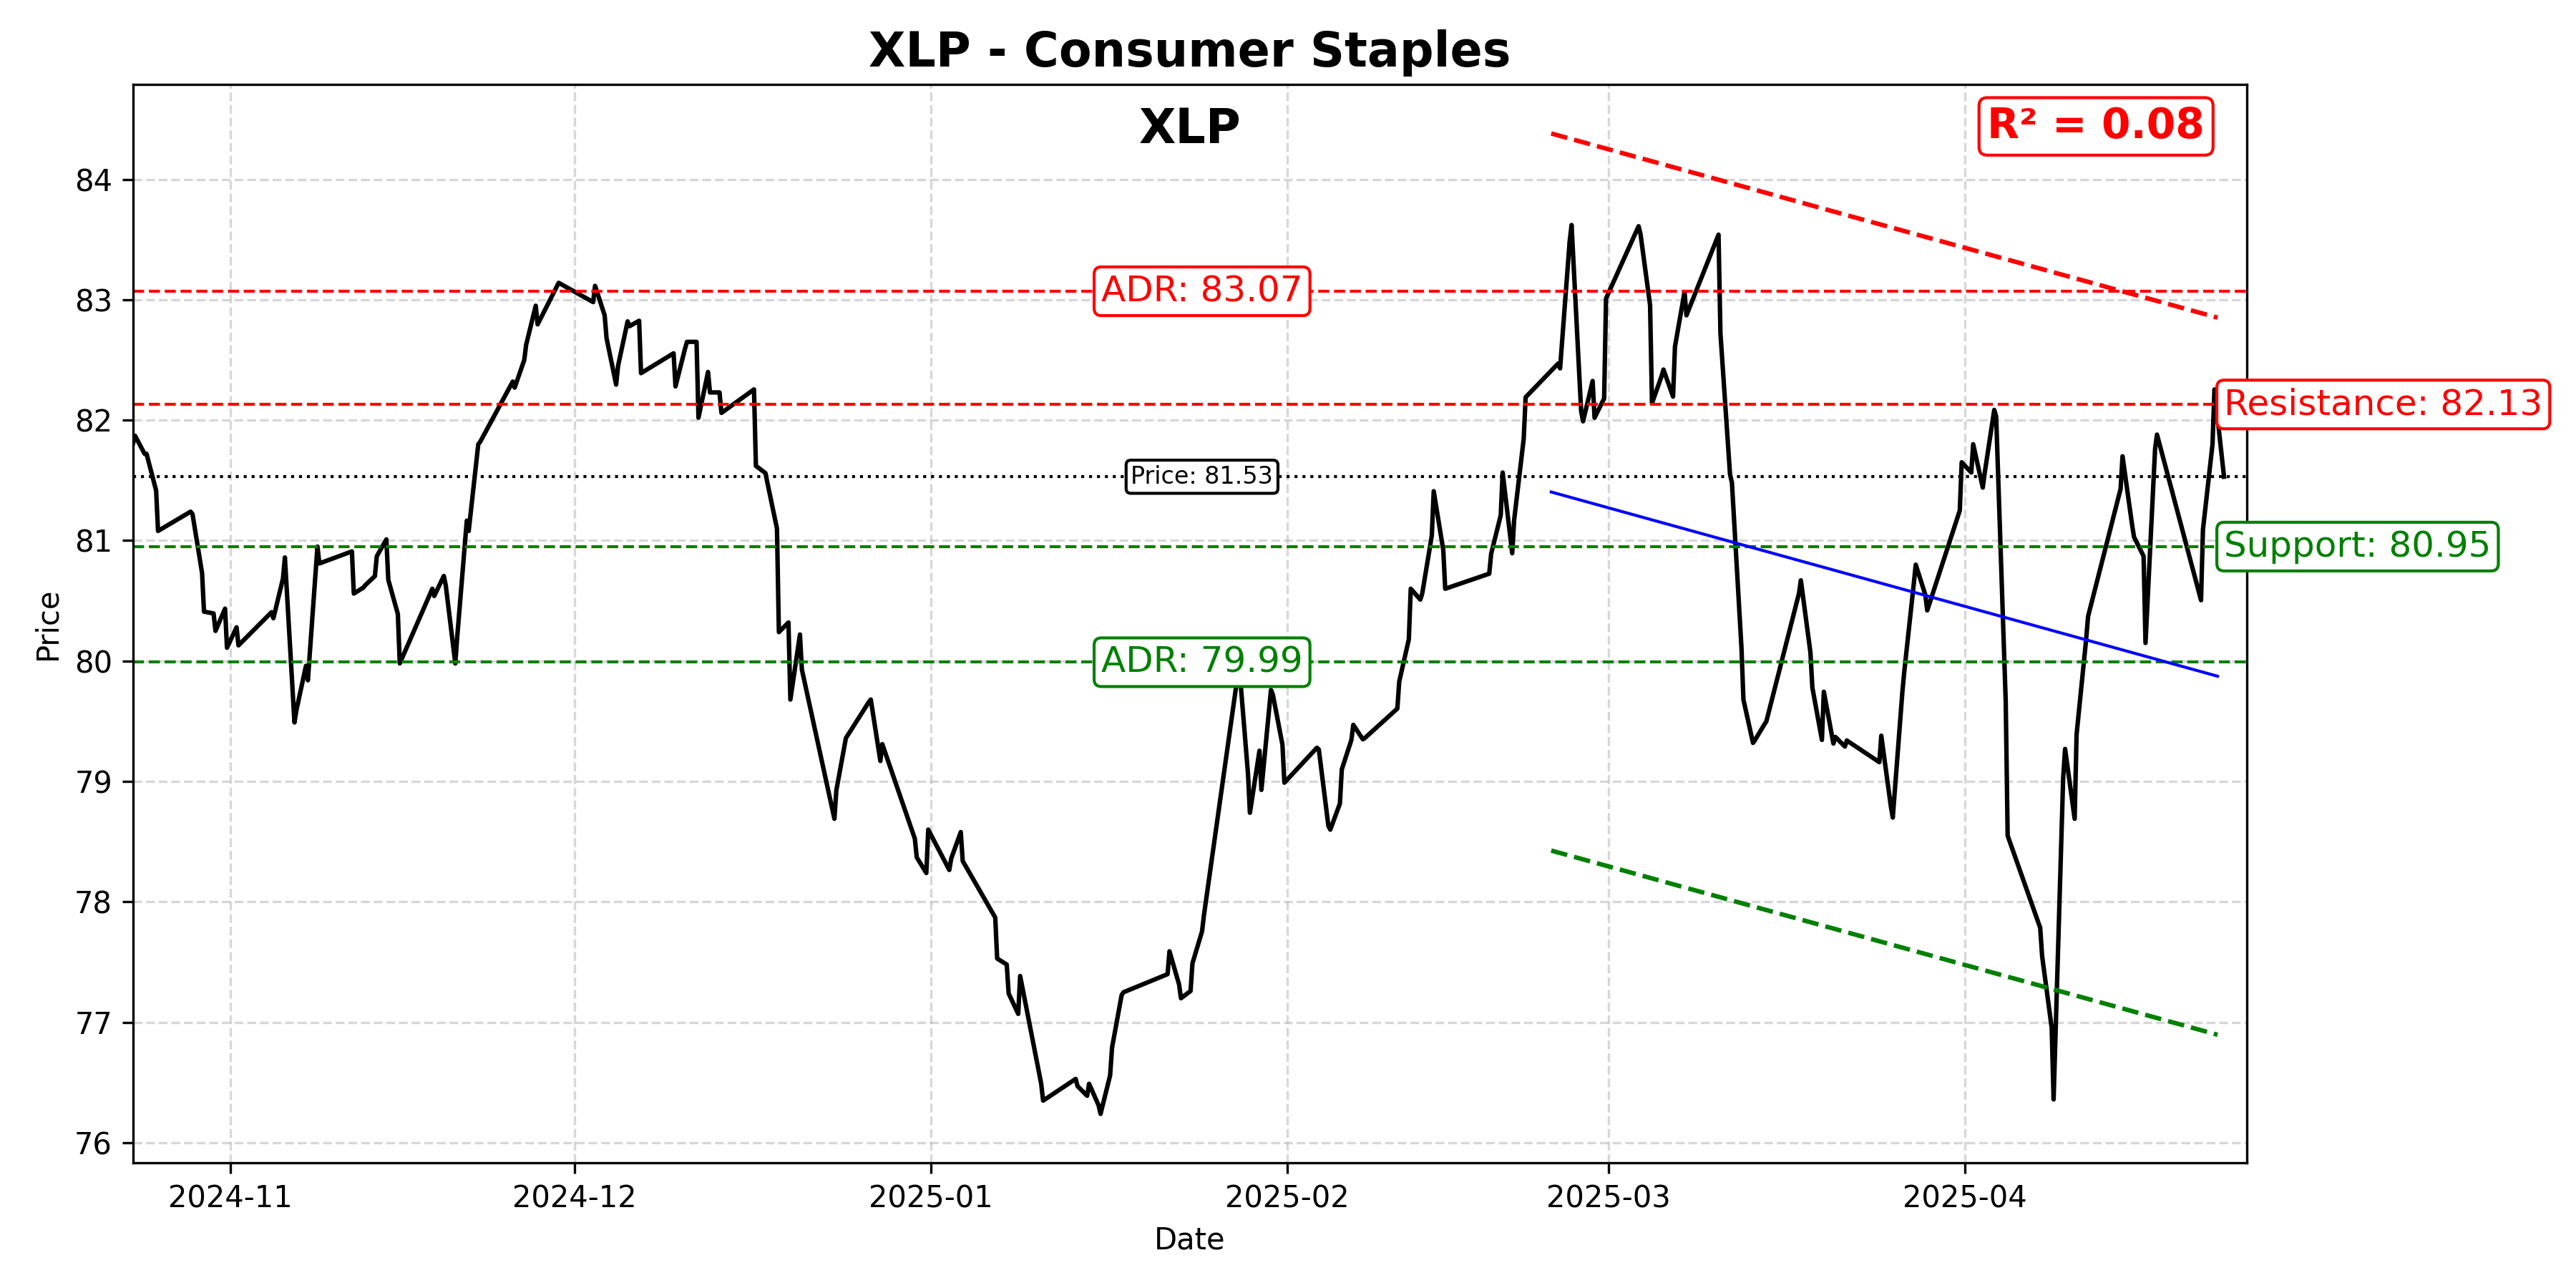 XLP - Consumer Staples
XLP
R² = 0.08
84
83
82
81
80
79
78
77
76
Price
ADR: 83.07
Resistance: 82.13
Price: 81.53
Support: 80.95
ADR: 79.99
2024-11
2024-12
2025-01
2025-02
2025-03
2025-04
Date